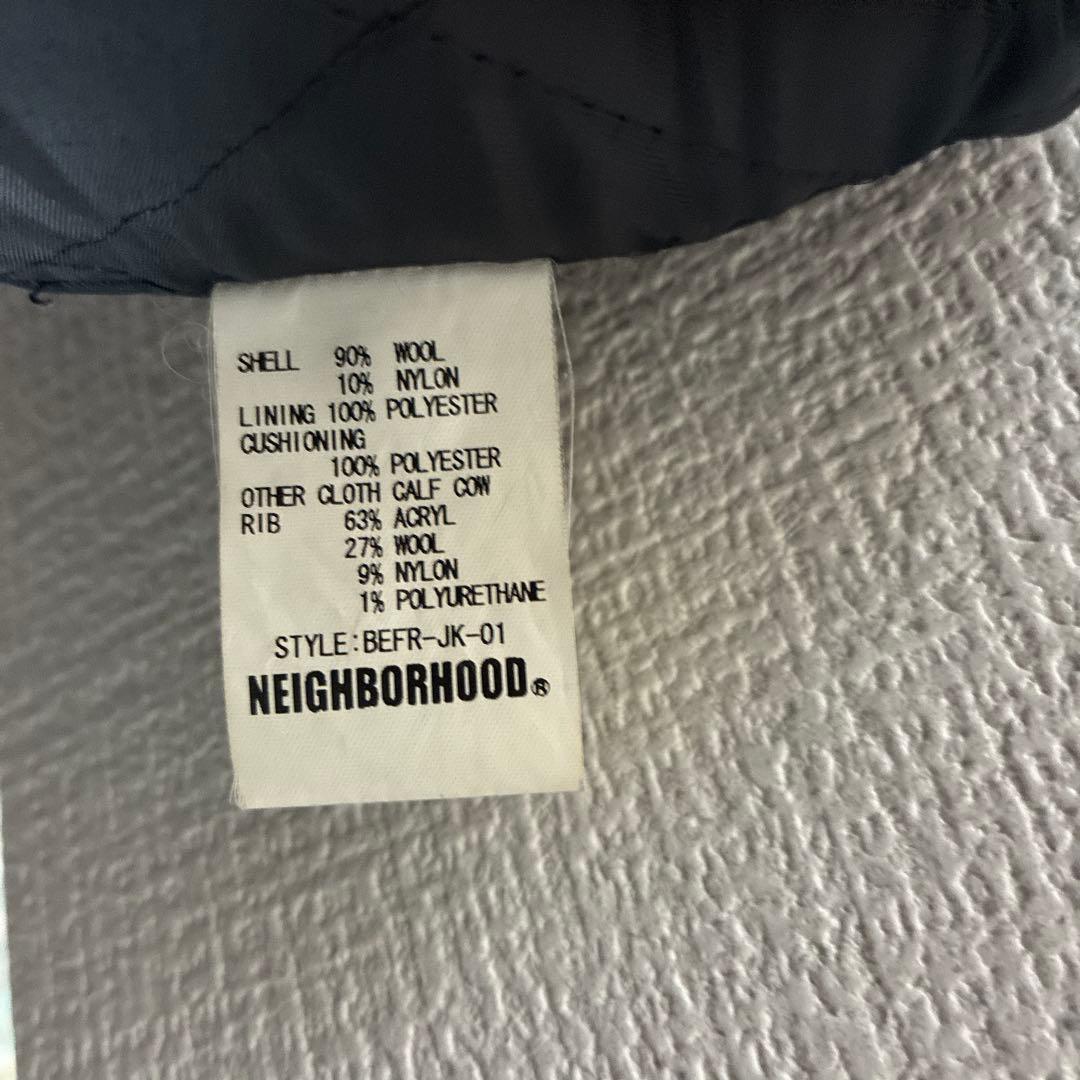 SHELL 90% WOOL
10% NYLON
LINING 100% POLYESTER
CUSHIONING
100% POLYESTER
OTHER CLOTH CALF COW
RIB 63% ACRYL
27% WOOL
9% NYLON
1% POLYURETHANE
STYLE:BEFR-JK-01
NEIGHBORHOOD®